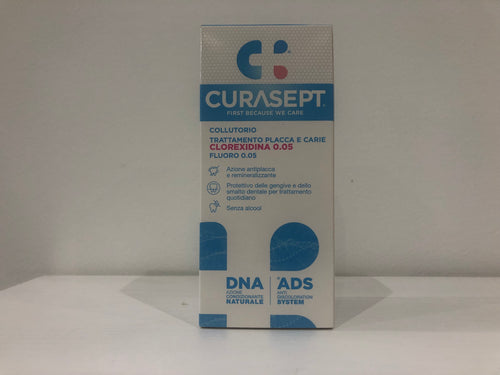 CURASEPT®
FIRST BECAUSE WE CARE
COLLUTORIO
TRATTAMENTO PLACCA E CARIE
CLOREXIDINA 0.05
FLUORO 0.05
Azione antiplacca
e remineralizzante
Protettivo delle gengive e dello
smalto dentale per trattamento
quotidiano
Senza alcool
DNA
AZIONE
CONDIZIONANTE
NATURALE
ADS
ANTI
DISCOLORATION
SYSTEM